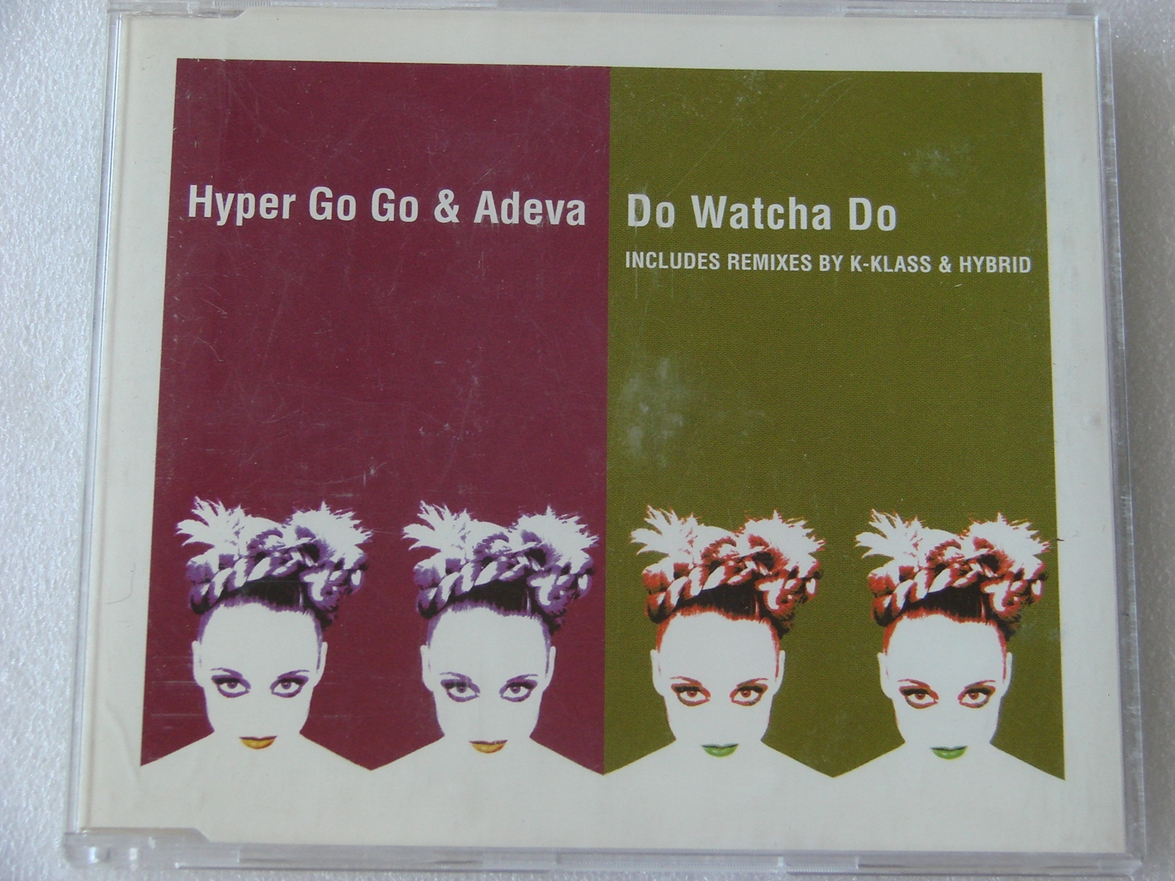 Hyper Go Go & Adeva
Do Watcha Do
INCLUDES REMIXES BY K-KLASS & HYBRID